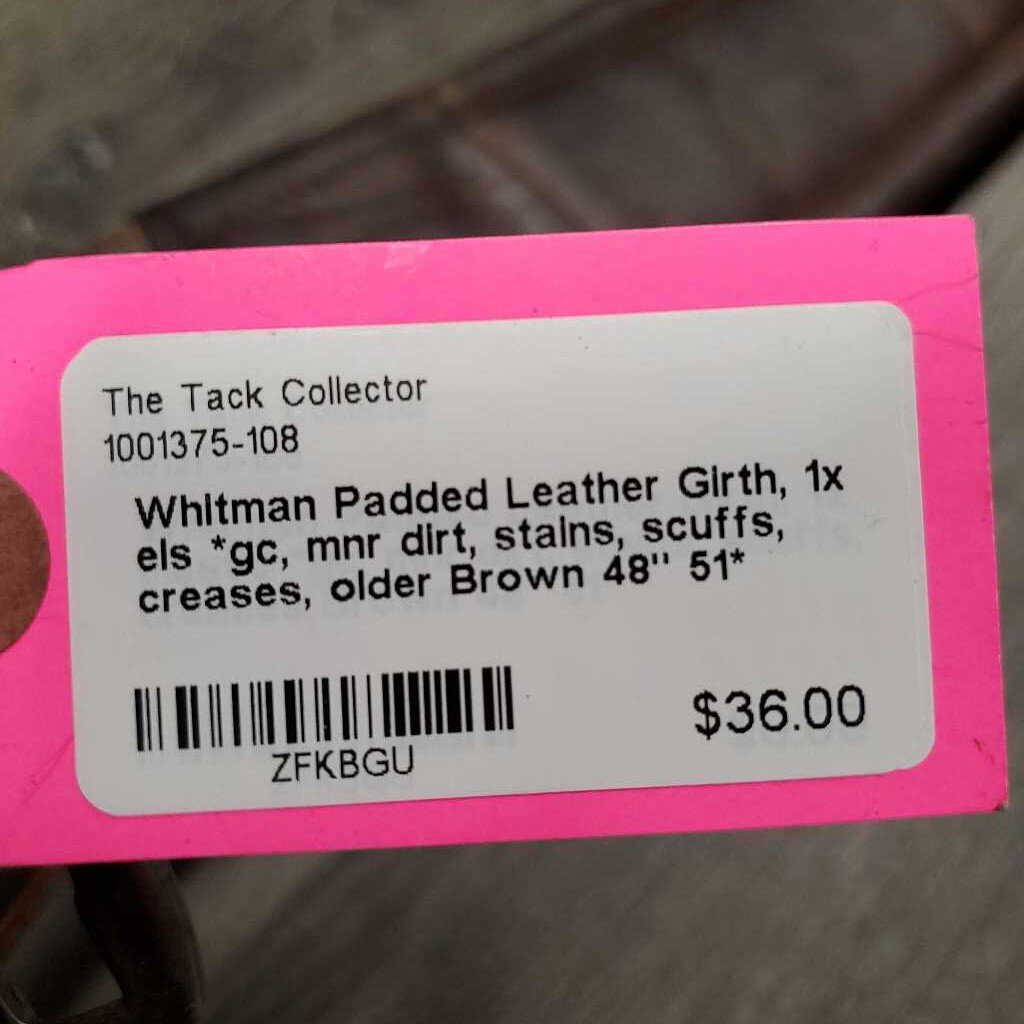 The Tack Collector
1001375-108
Whitman Padded Leather Girth, 1x
els *gc, mnr dirt, stains, scuffs,
creases, older Brown 48" 51*
ZFKBGU
$36.00